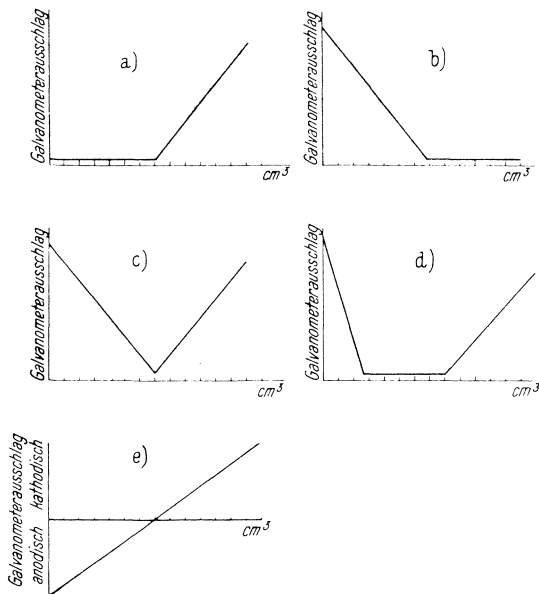 Galvanometerausschlag
a)
cm³
Galvanometerausschlag
b)
cm³
Galvanometerausschlag
c)
cm³
Galvanometerausschlag
d)
cm³
Galvanometerausschlag
anodisch kathodisch
e)
cm³